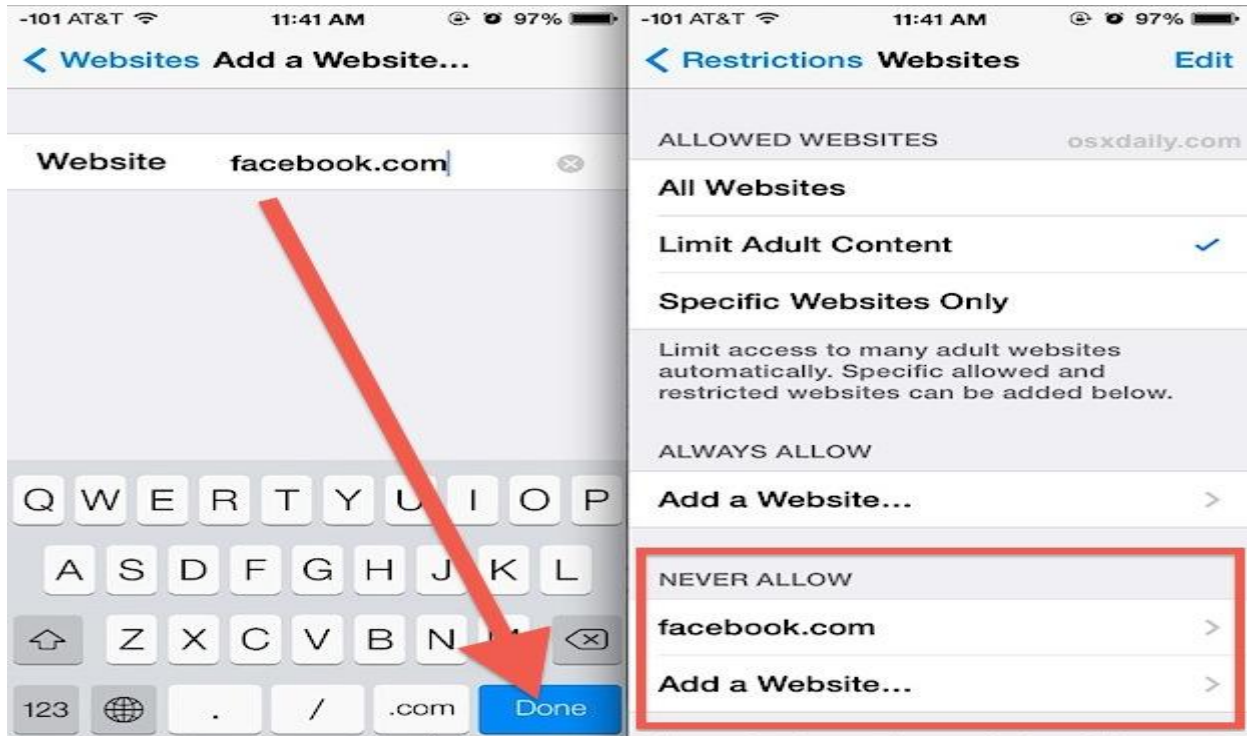 -101 AT&T 11:41 AM 97%
Websites Add a Website...
Website facebook.com
Q W E R T Y U I O P
A S D F G H J K L
Z X C V B N
123 . / .com Done
-101 AT&T 11:41 AM 97%
Restrictions Websites Edit
ALLOWED WEBSITES osxdaily.com
All Websites
Limit Adult Content
Specific Websites Only
Limit access to many adult websites
automatically. Specific allowed and
restricted websites can be added below.
ALWAYS ALLOW
Add a Website...
NEVER ALLOW
facebook.com
Add a Website...